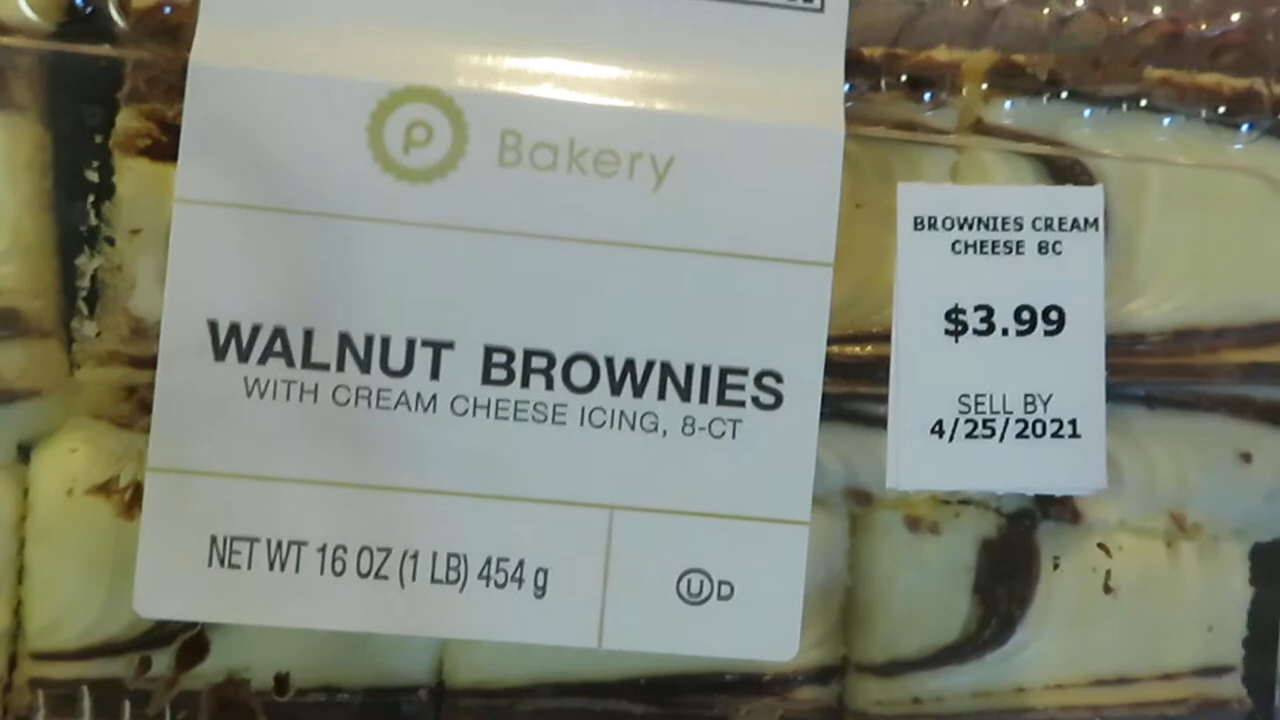 p Bakery
WALNUT BROWNIES
WITH CREAM CHEESE ICING, 8-CT
NET WT 16 OZ (1 LB) 454 g
U D
BROWNIES CREAM
CHEESE 8C
$3.99
SELL BY
4/25/2021